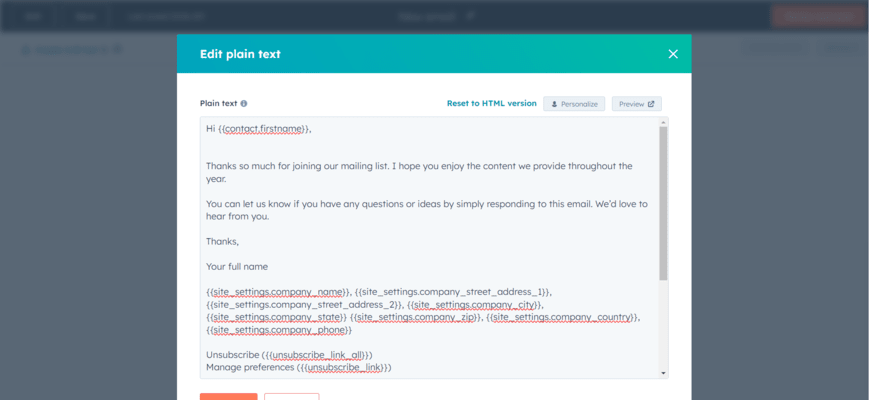 Edit plain text
Plain text
Reset to HTML version
Personalize
Preview
Hi {{contact.firstname}},
Thanks so much for joining our mailing list. I hope you enjoy the content we provide throughout the
year.
You can let us know if you have any questions or ideas by simply responding to this email. We'd love to
hear from you.
Thanks,
Your full name
{{site_settings.company_name}}, {{site_settings.company_street_address_1}},
{{site_settings.company_street_address_2}}, {{site_settings.company_city}},
{{site_settings.company_state}} {{site_settings.company_zip}}, {{site_settings.company_country}},
{{site_settings.company_phone}}
Unsubscribe ({{unsubscribe_link_all}})
Manage preferences ({{unsubscribe_link}})